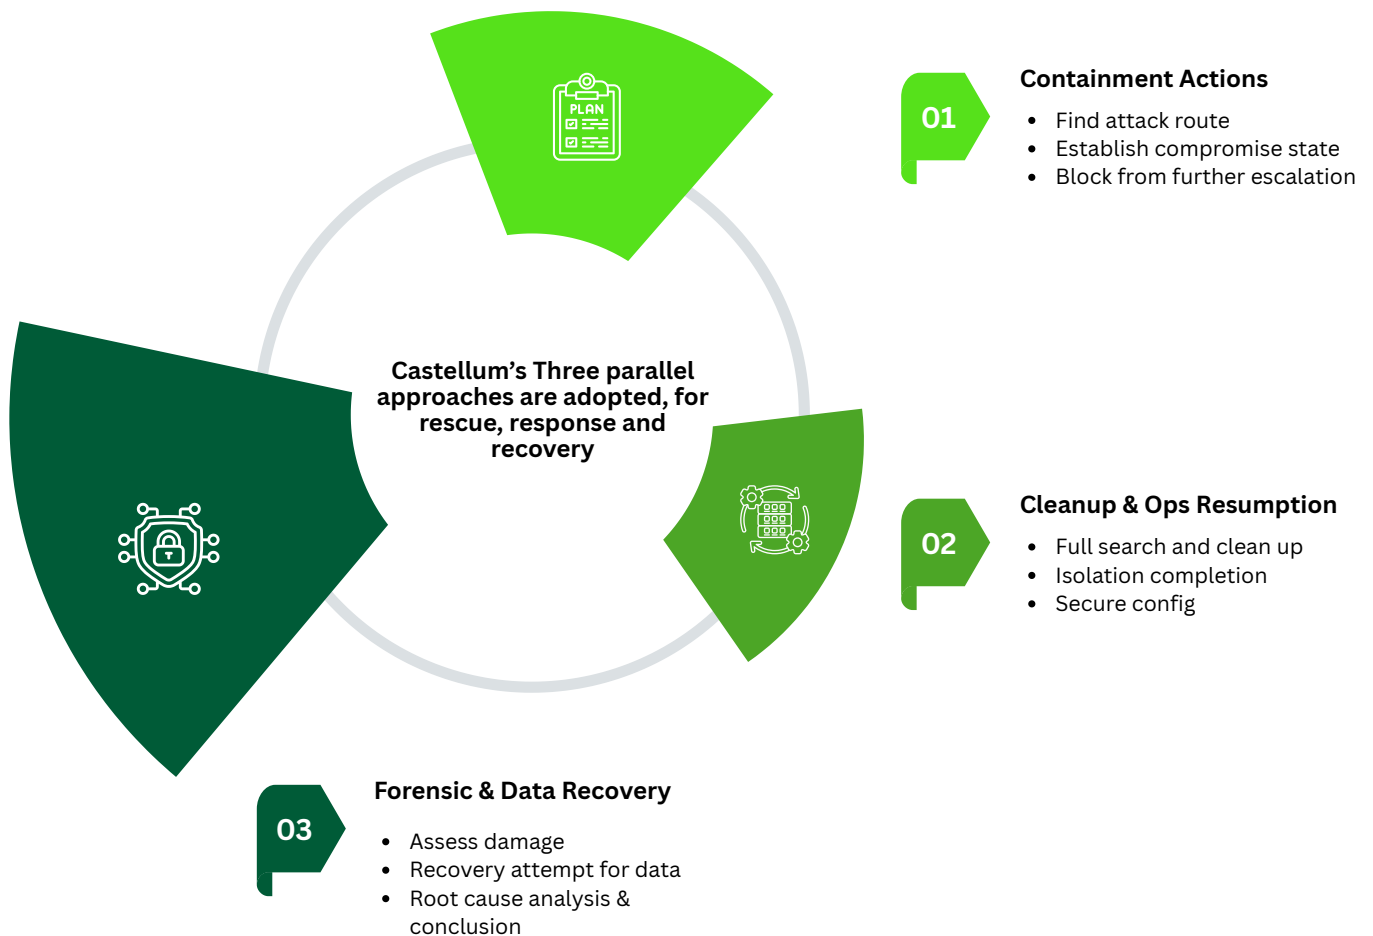 PLAN
01
Containment Actions
• Find attack route
• Establish compromise state
• Block from further escalation
Castellum’s Three parallel
approaches are adopted, for
rescue, response and
recovery
02
Cleanup & Ops Resumption
• Full search and clean up
• Isolation completion
• Secure config
03
Forensic & Data Recovery
• Assess damage
• Recovery attempt for data
• Root cause analysis &
conclusion